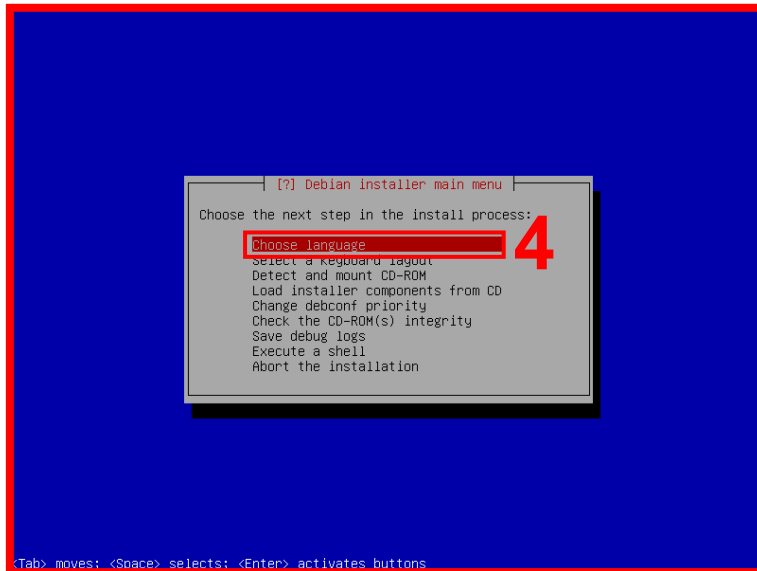 [?] Debian installer main menu
Choose the next step in the install process:
Choose language
4
Select a keyboard layout
Detect and mount CD-ROM
Load installer components from CD
Change debconf priority
Check the CD-ROM(s) integrity
Save debug logs
Execute a shell
Abort the installation
<Tab> moves; <Space> selects; <Enter> activates buttons